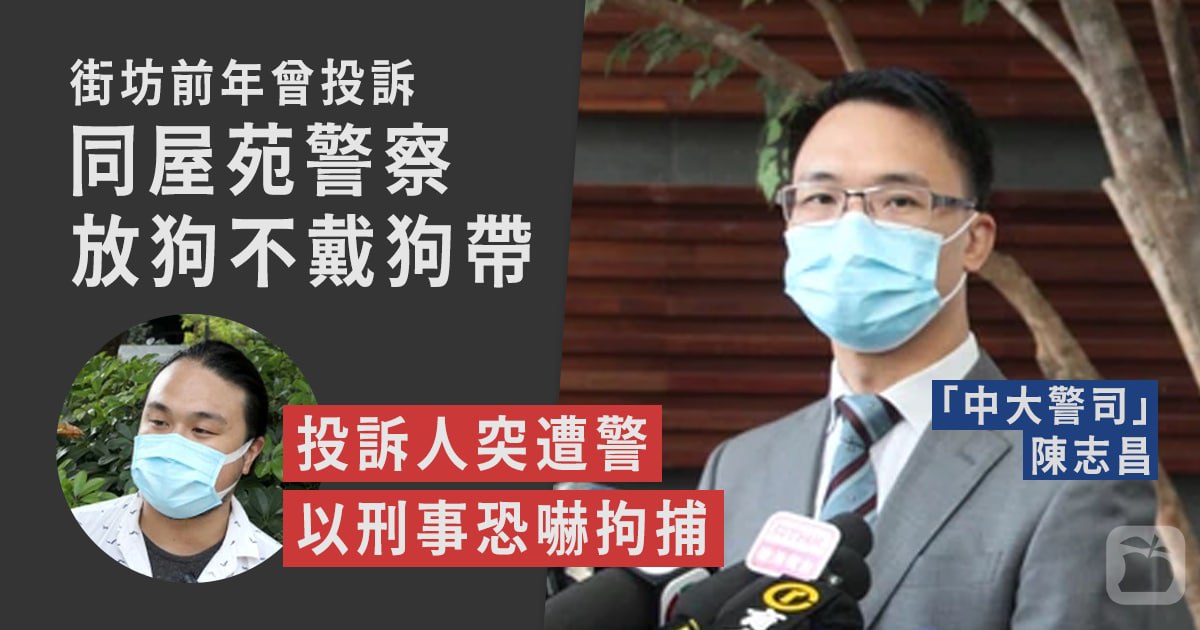 街坊前年曾投訴
同屋苑警察
放狗不戴狗帶
投訴人突遭警
以刑事恐嚇拘捕
「中大警司」
陳志昌